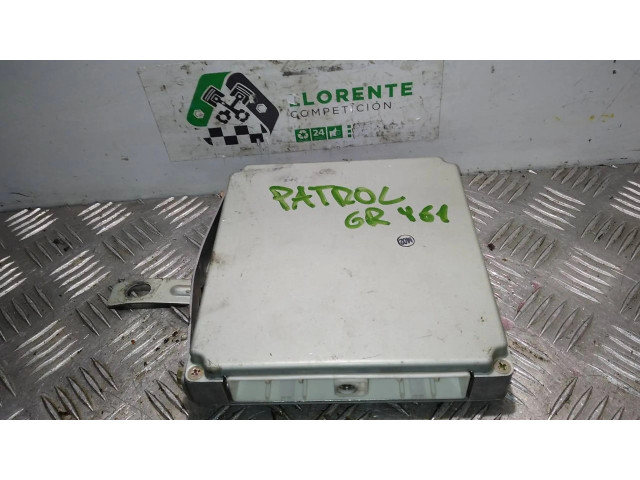 LLORENTE
COMPETICIÓN
24
PATROL
GR Y61